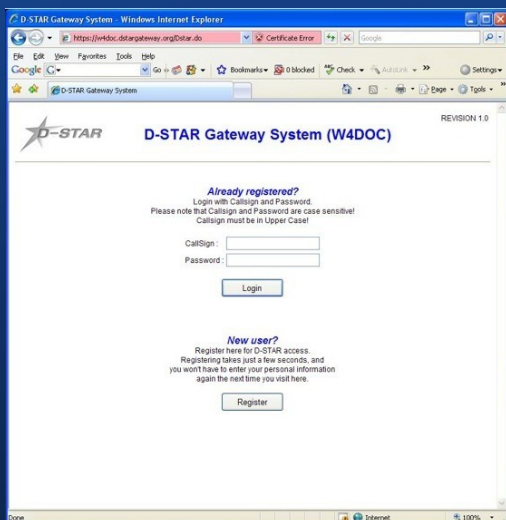 D-STAR Gateway System - Windows Internet Explorer
https://w4doc.dstargateway.org/Dstar.do
Certificate Error
Google
File Edit View Favorites Tools Help
Google G Go Bookmarks 0 blocked Check AutoLink » Settings
D-STAR Gateway System
Page Tools »
REVISION 1.0
D-STAR
D-STAR Gateway System (W4DOC)
Already registered?
Login with Callsign and Password.
Please note that Callsign and Password are case sensitive!
Callsign must be in Upper Case!
CallSign :
Password :
Login
New user?
Register here for D-STAR access.
Registering takes just a few seconds, and
you won't have to enter your personal information
again the next time you visit here.
Register
Done
Internet
100%